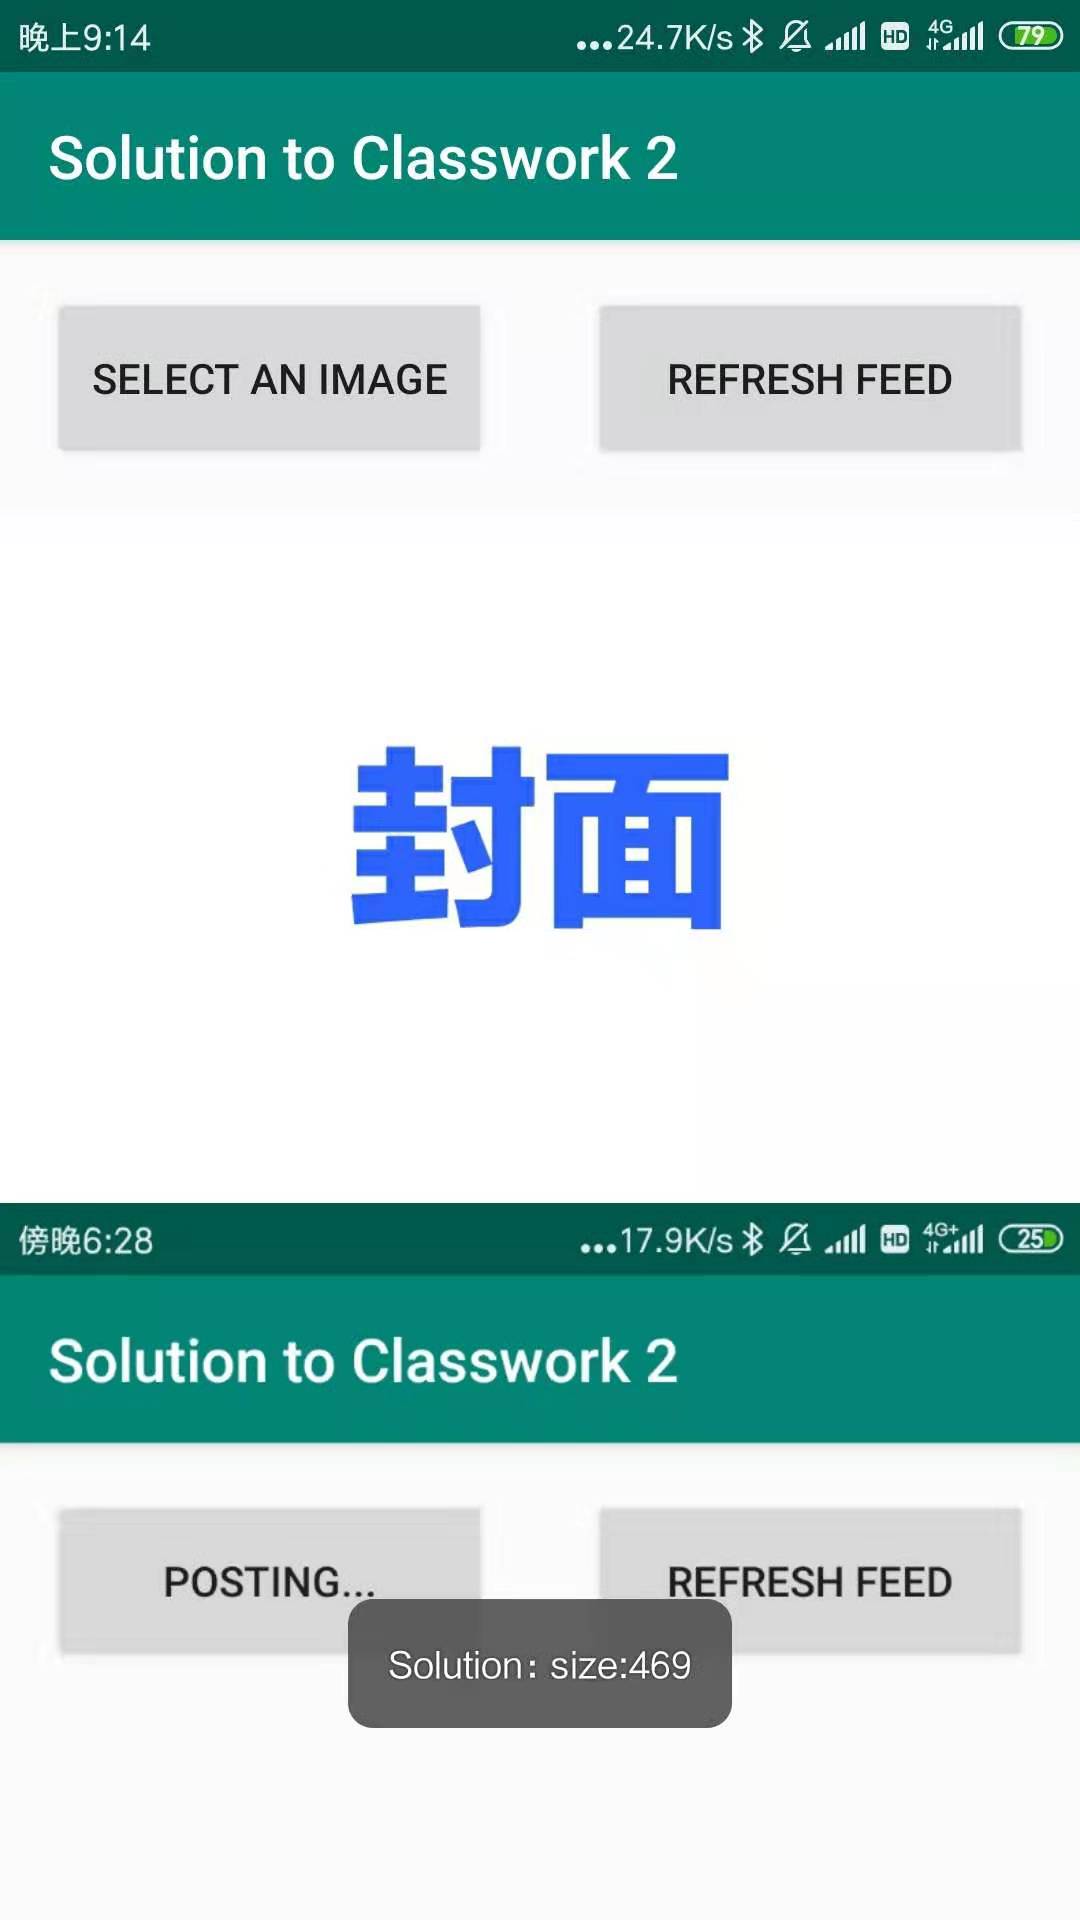 晚上9:14
...24.7K/s HD 4G 79
Solution to Classwork 2
SELECT AN IMAGE
REFRESH FEED
封面
傍晚6:28
...17.9K/s HD 4G+ 25
Solution to Classwork 2
POSTING...
REFRESH FEED
Solution: size:469